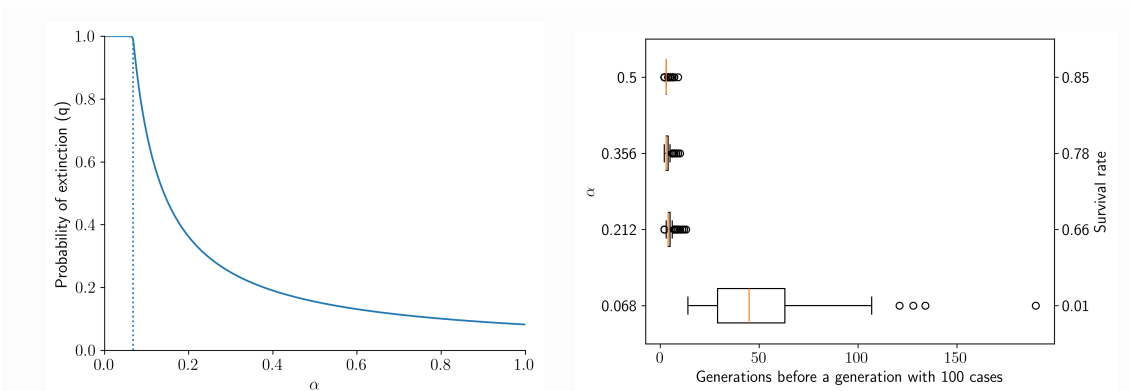 Probability of extinction (q)
1.0
0.8
0.6
0.4
0.2
0.0
0.0 0.2 0.4 0.6 0.8 1.0
α
α
0.5
0.356
0.212
0.068
0.85
0.78
0.66
0.01
Survival rate
0 50 100 150
Generations before a generation with 100 cases